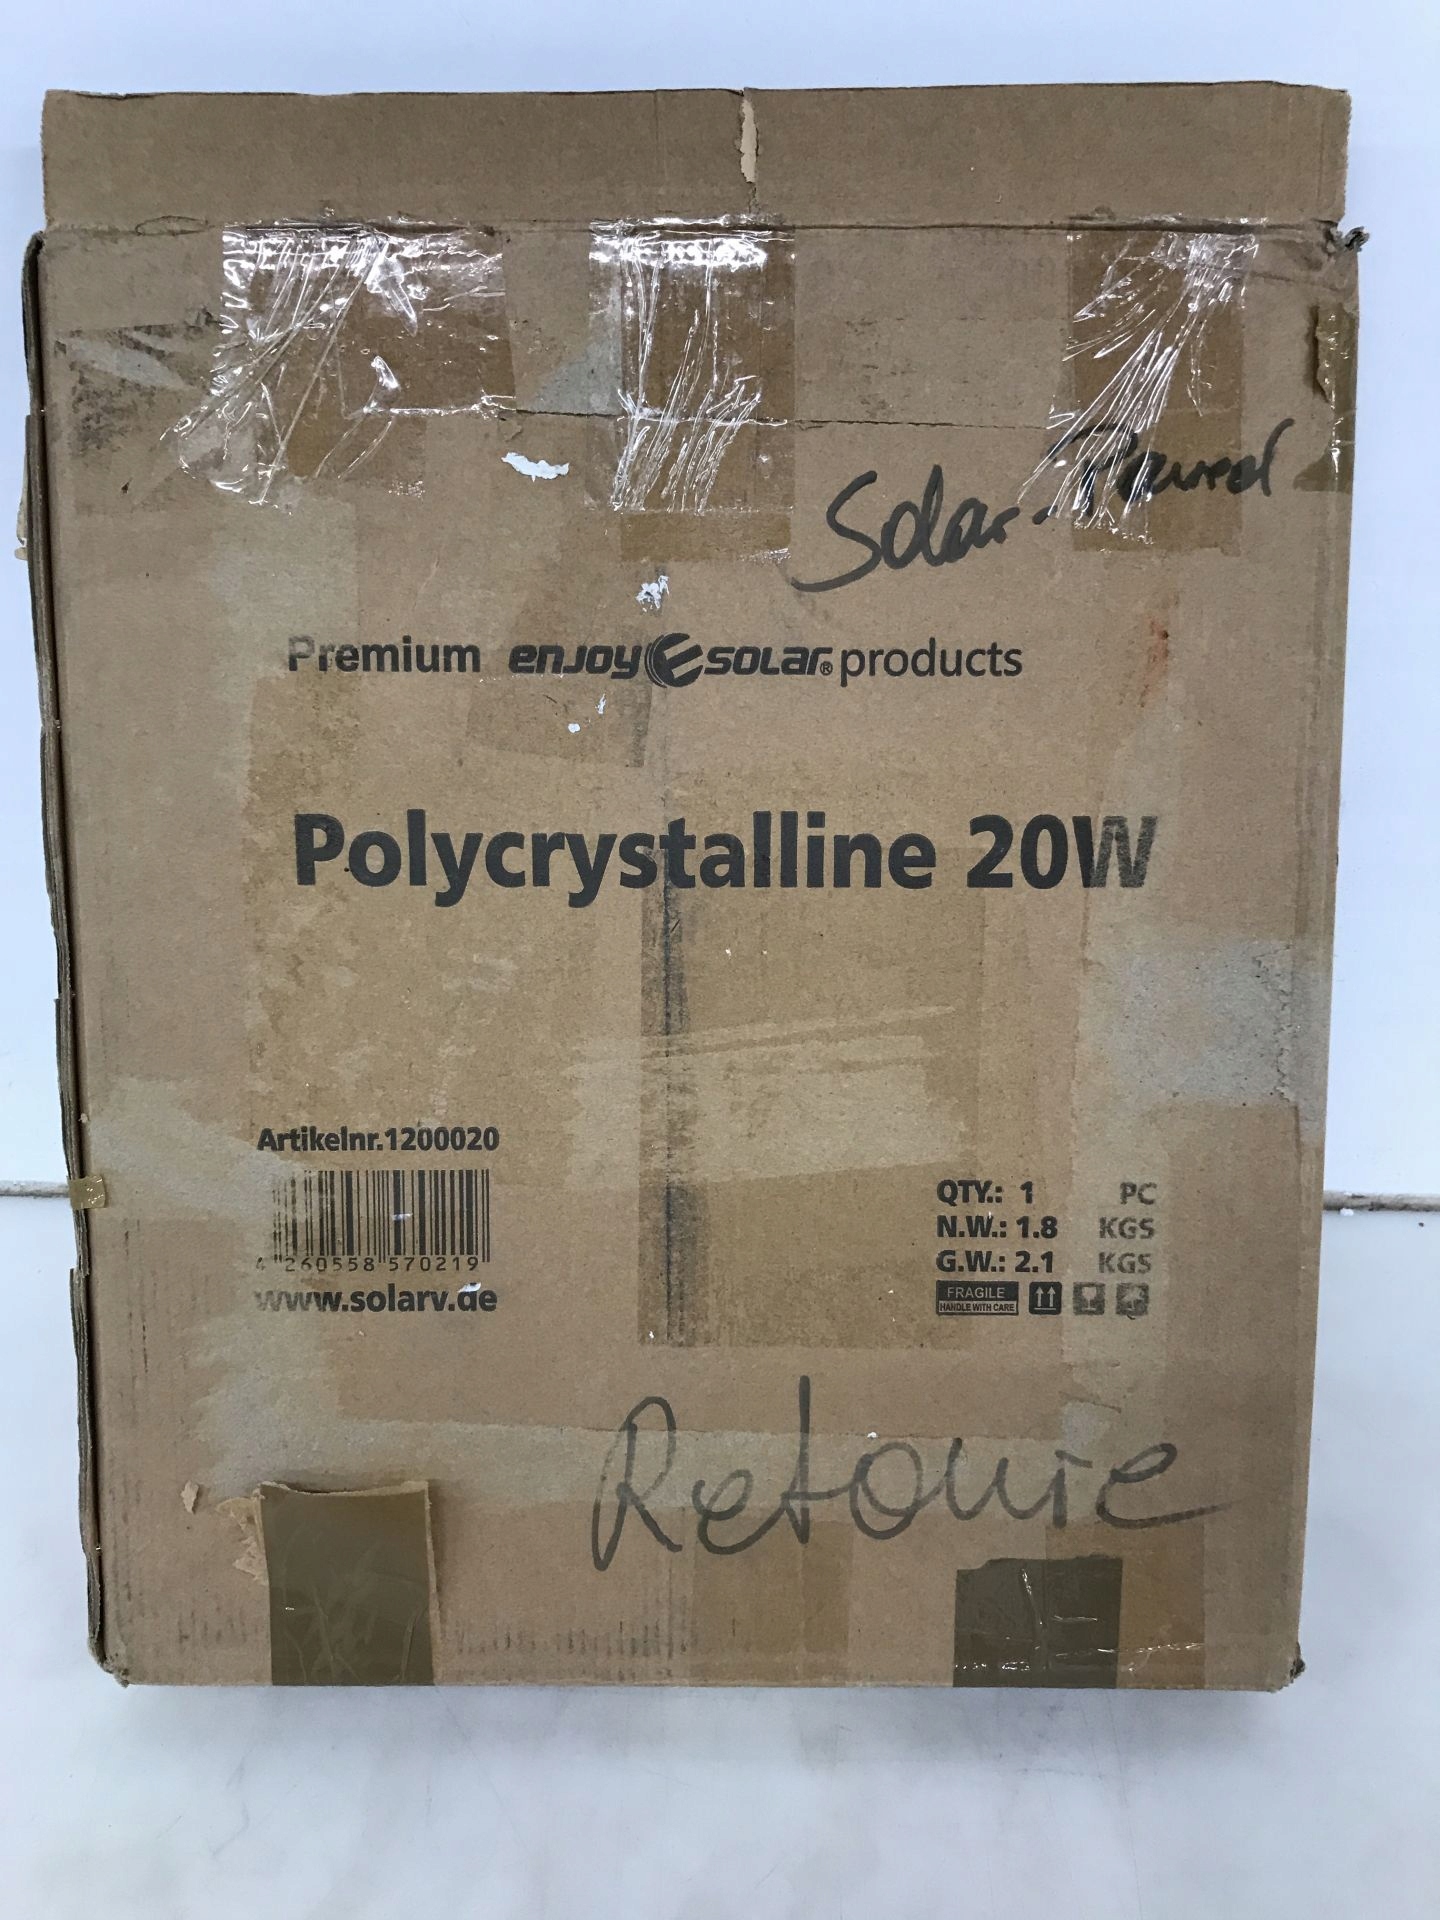 Solar-Powered
Premium enjoy solar® products
Polycrystalline 20W
Artikelnr.1200020
4 260558 570219
www.solarv.de
QTY.: 1 PC
N.W.: 1.8 KGS
G.W.: 2.1 KGS
FRAGILE
HANDLE WITH CARE
Retoure